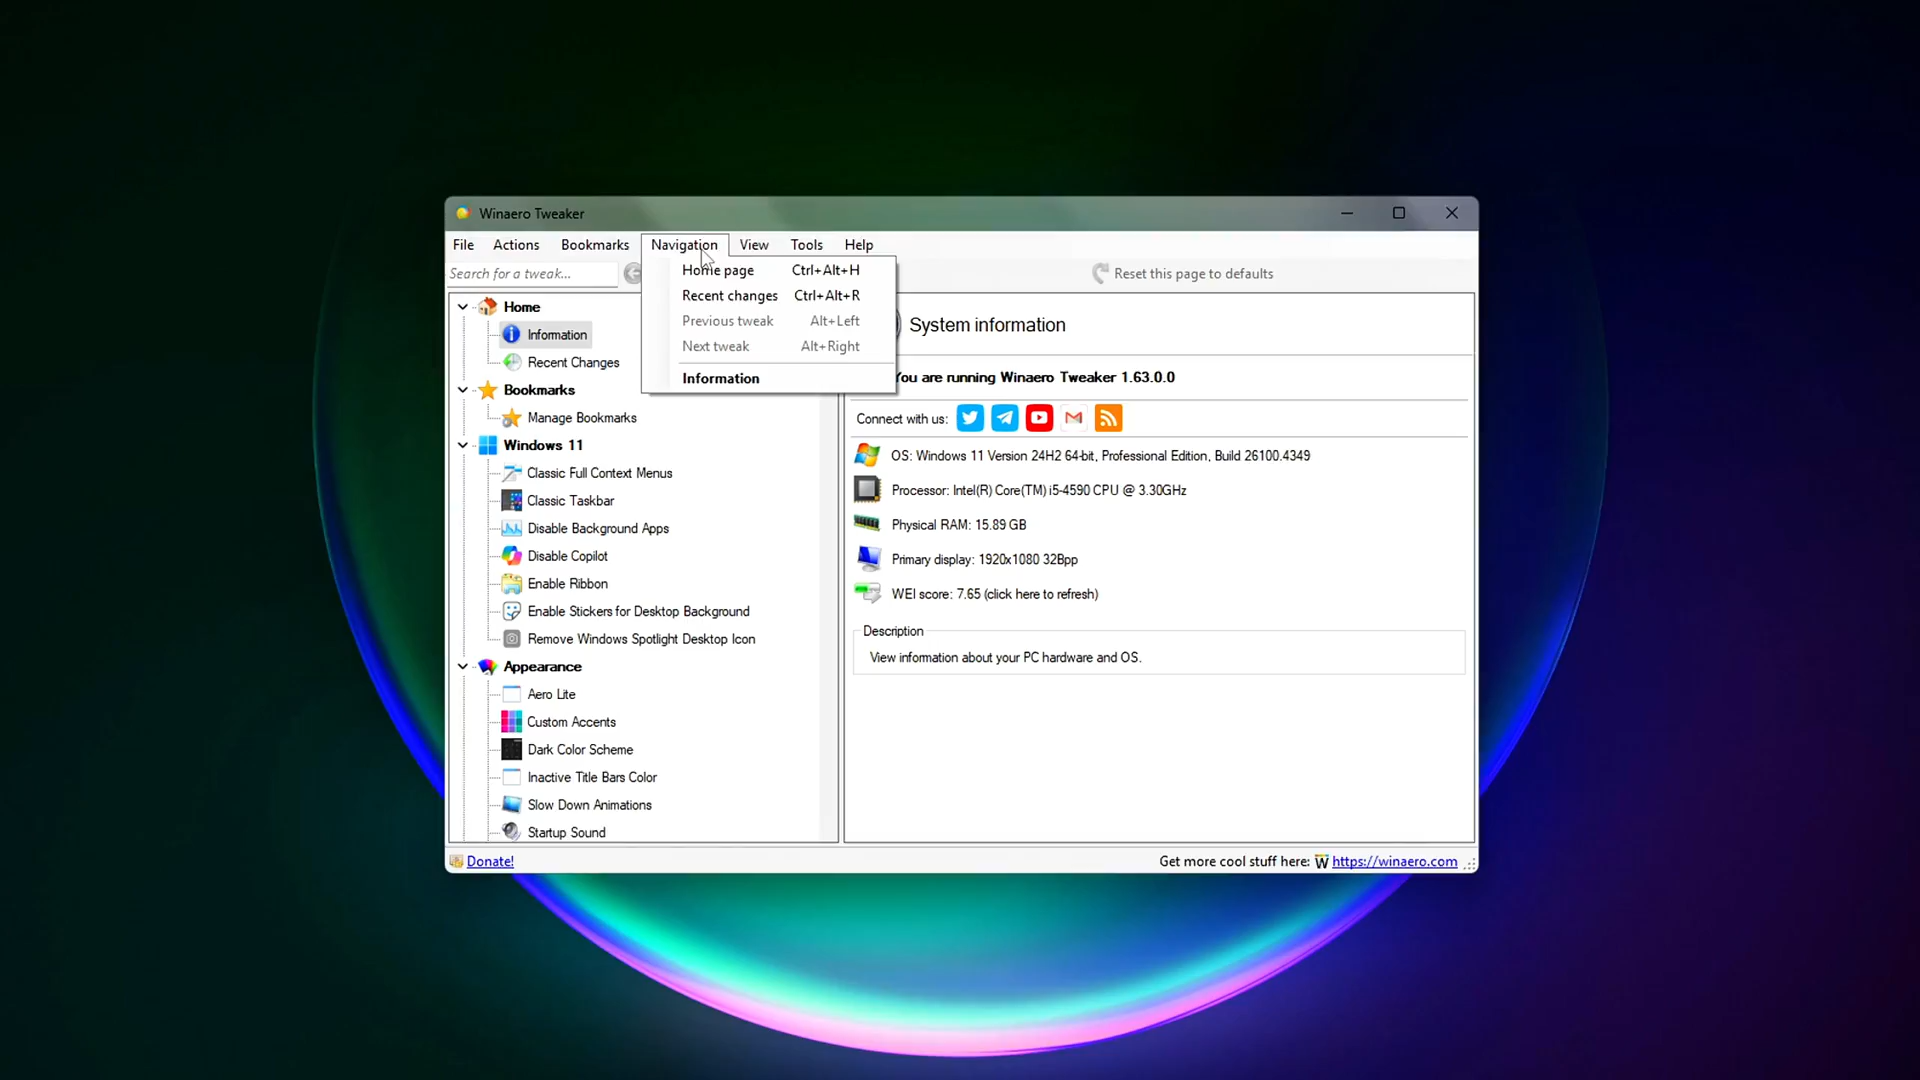 Winaero Tweaker
File Actions Bookmarks Navigation View Tools Help
Search for a tweak...
Reset this page to defaults
Home page Ctrl+Alt+H
Recent changes Ctrl+Alt+R
Previous tweak Alt+Left
Next tweak Alt+Right
Information
Home
Information
Recent Changes
Bookmarks
Manage Bookmarks
Windows 11
Classic Full Context Menus
Classic Taskbar
Disable Background Apps
Disable Copilot
Enable Ribbon
Enable Stickers for Desktop Background
Remove Windows Spotlight Desktop Icon
Appearance
Aero Lite
Custom Accents
Dark Color Scheme
Inactive Title Bars Color
Slow Down Animations
Startup Sound
System information
You are running Winaero Tweaker 1.63.0.0
Connect with us:
OS: Windows 11 Version 24H2 64-bit, Professional Edition, Build 26100.4349
Processor: Intel(R) Core(TM) i5-4590 CPU @ 3.30GHz
Physical RAM: 15.89 GB
Primary display: 1920x1080 32Bpp
WEI score: 7.65 (click here to refresh)
Description
View information about your PC hardware and OS.
Donate!
Get more cool stuff here: W https://winaero.com